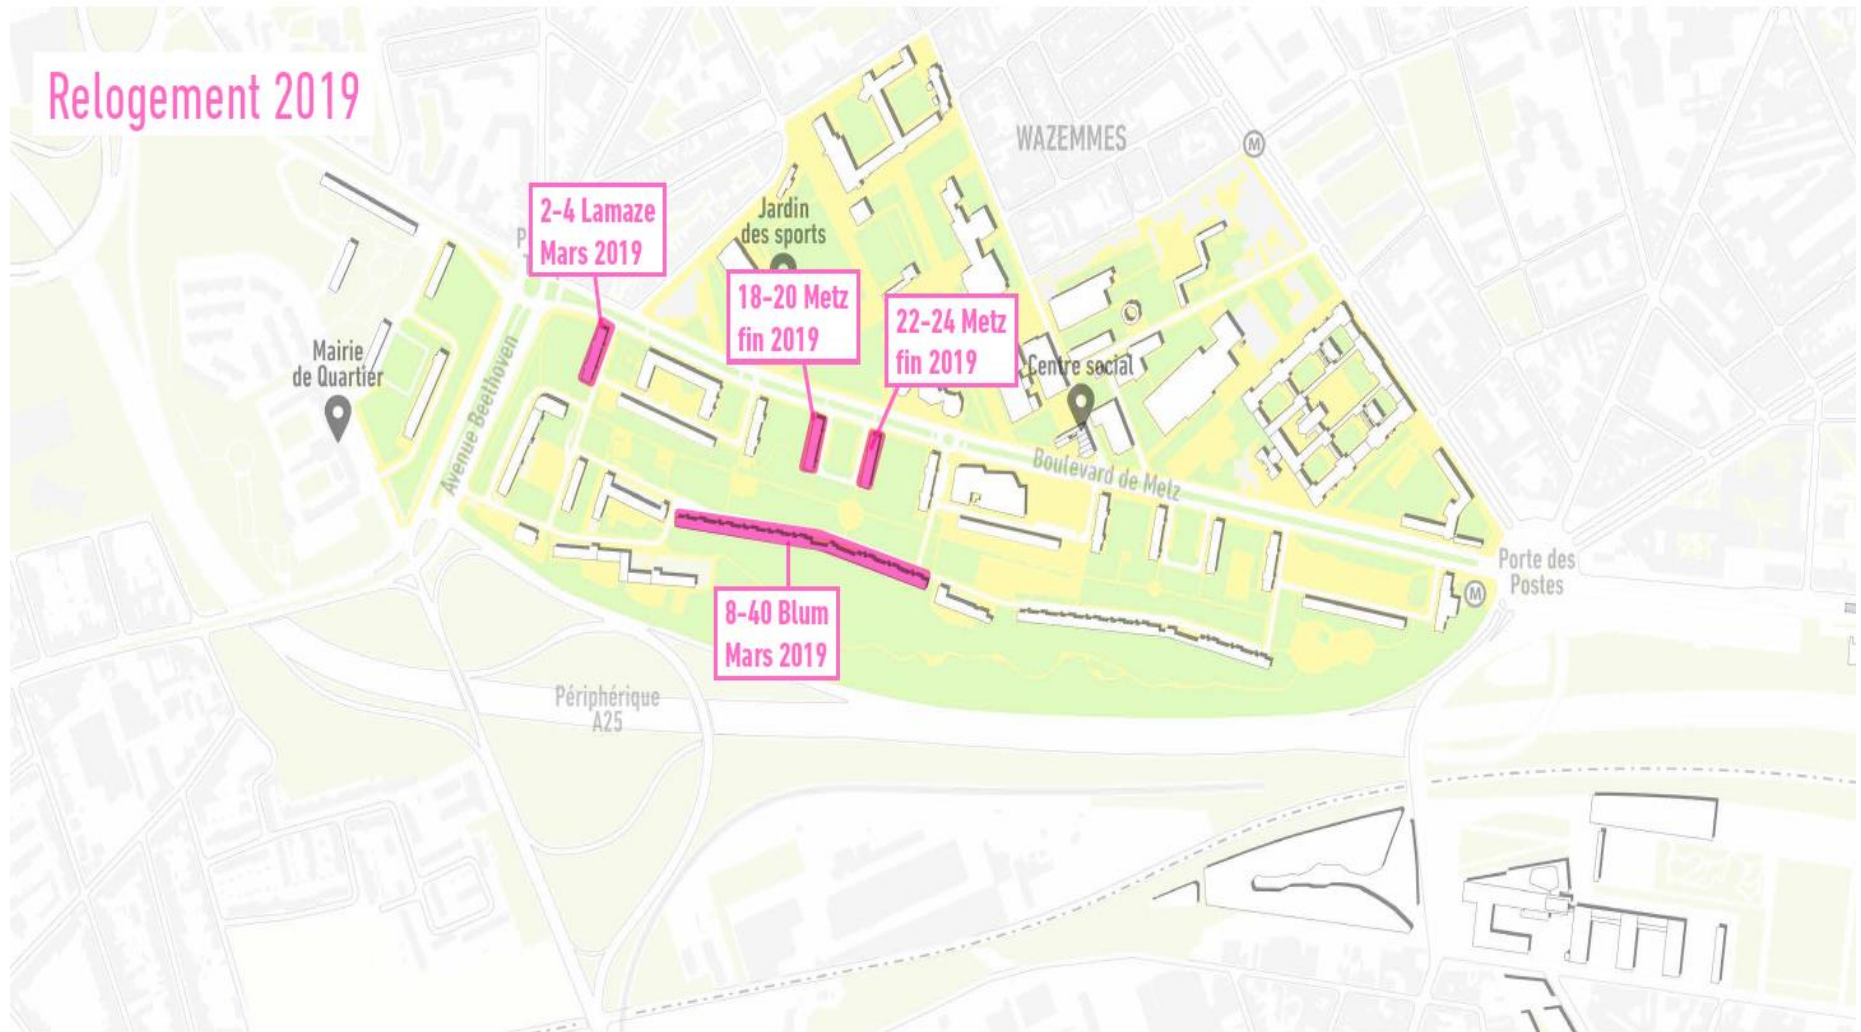 Relogement 2019
WAZEMMES
M
2-4 Lamaze
Mars 2019
Jardin
des sports
P
18-20 Metz
fin 2019
22-24 Metz
fin 2019
Mairie
de Quartier
Avenue Beethoven
Centre social
Boulevard de Metz
Porte des
Postes
M
8-40 Blum
Mars 2019
Périphérique
A25